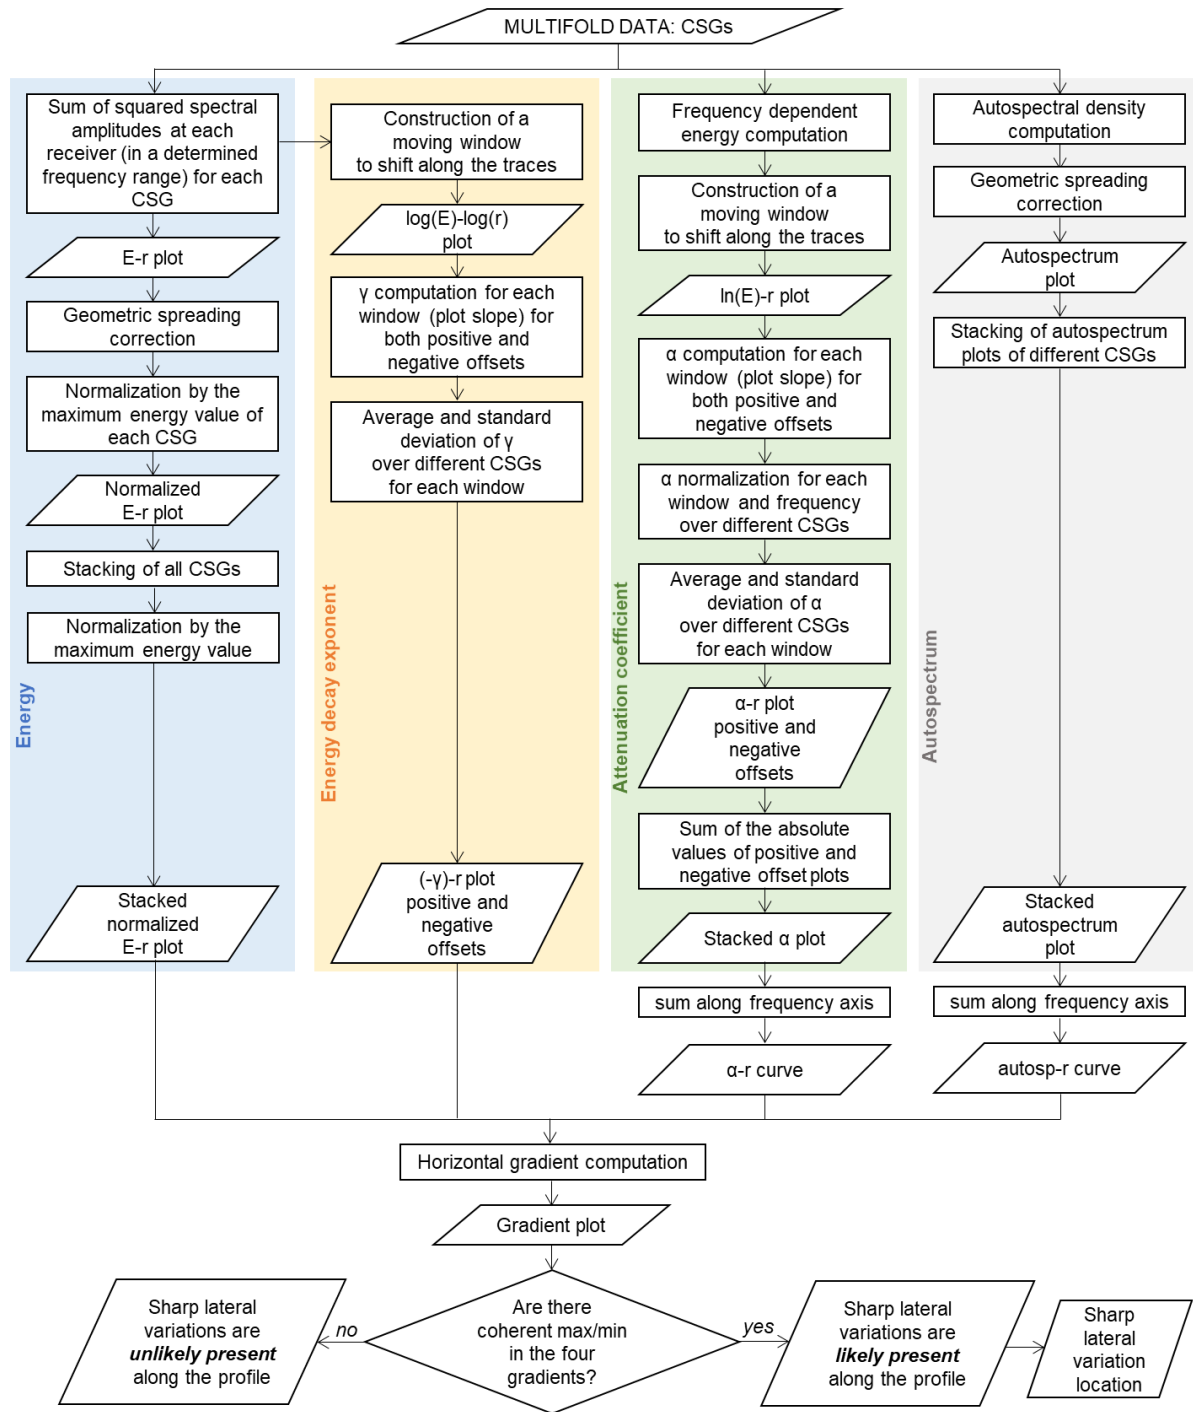 MULTIFOLD DATA: CSGs
Sum of squared spectral
amplitudes at each
receiver (in a determined
frequency range) for each
CSG
E-r plot
Geometric spreading
correction
Normalization by the
maximum energy value of
each CSG
Normalized
E-r plot
Stacking of all CSGs
Normalization by the
maximum energy value
Energy
Stacked
normalized
E-r plot
Construction of a
moving window
to shift along the traces
log(E)-log(r)
plot
γ computation for each
window (plot slope) for
both positive and
negative offsets
Average and standard
deviation of γ
over different CSGs
for each window
Energy decay exponent
(-γ)-r plot
positive and
negative
offsets
Frequency dependent
energy computation
Construction of a
moving window
to shift along the traces
ln(E)-r plot
α computation for each
window (plot slope) for
both positive and
negative offsets
α normalization for each
window and frequency
over different CSGs
Average and standard
deviation of α
over different CSGs
for each window
Attenuation coefficient
α-r plot
positive and
negative
offsets
Sum of the absolute
values of positive and
negative offset plots
Stacked α plot
sum along frequency axis
α-r curve
Autospectral density
computation
Geometric spreading
correction
Autospectrum
plot
Stacking of autospectrum
plots of different CSGs
Autospectrum
Stacked
autospectrum
plot
sum along frequency axis
autosp-r curve
Horizontal gradient computation
Gradient plot
Are there
coherent max/min
in the four
gradients?
no
Sharp lateral
variations are
unlikely present
along the profile
yes
Sharp lateral
variations are
likely present
along the profile
Sharp
lateral
variation
location